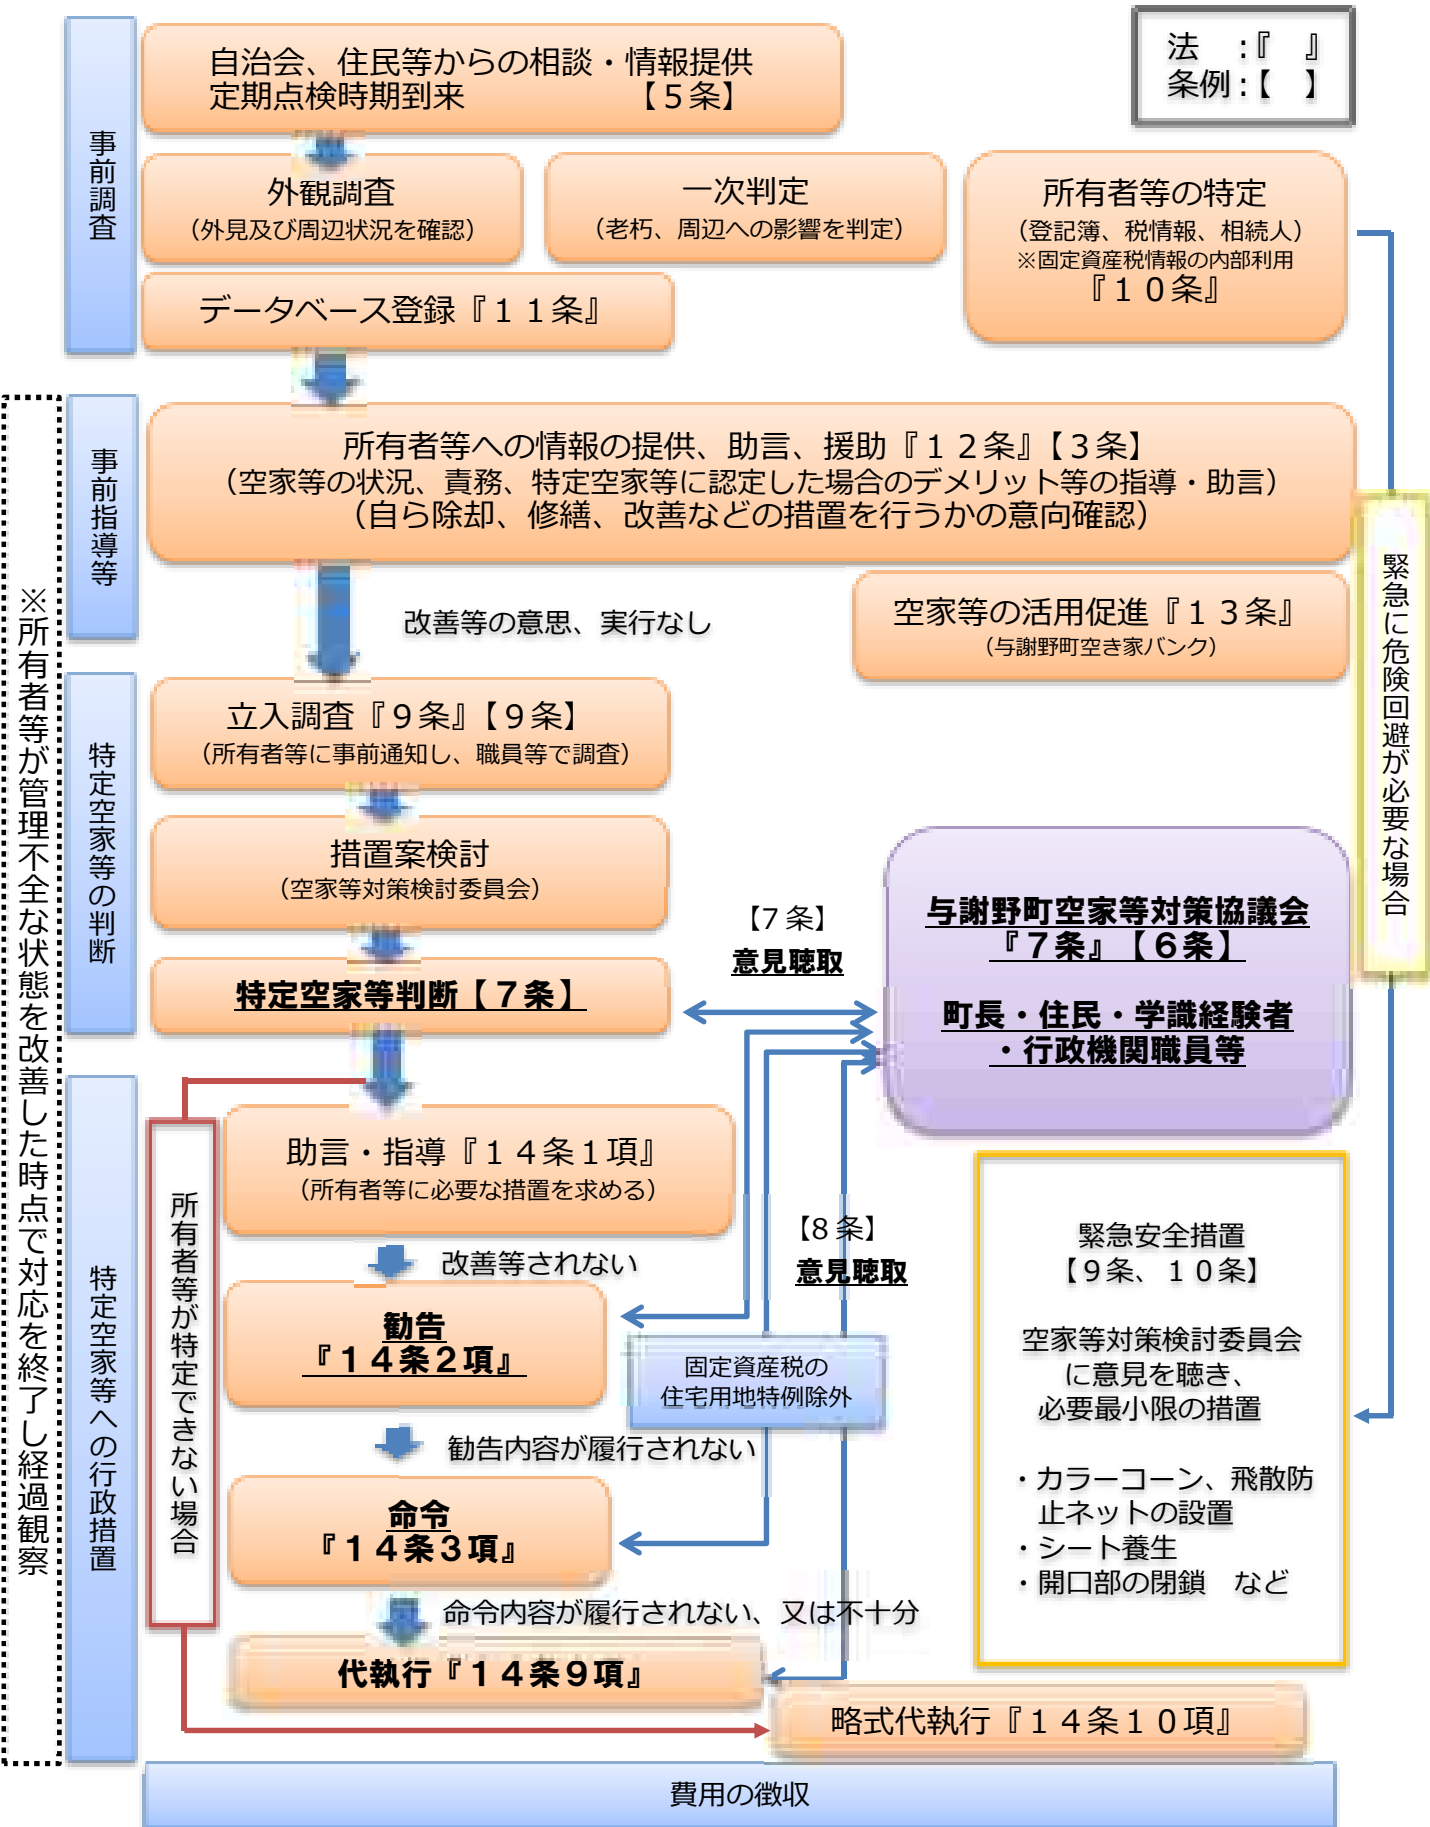 法　:『　』
条例:【　】
事前調査
自治会、住民等からの相談・情報提供
定期点検時期到来　　　　　【５条】
外観調査
（外見及び周辺状況を確認）
一次判定
（老朽、周辺への影響を判定）
所有者等の特定
（登記簿、税情報、相続人）
※固定資産税情報の内部利用
『１０条』
データベース登録『１１条』
※所有者等が管理不全な状態を改善した時点で対応を終了し経過観察
事前指導等
所有者等への情報の提供、助言、援助『１２条』【３条】
（空家等の状況、責務、特定空家等に認定した場合のデメリット等の指導・助言）
（自ら除却、修繕、改善などの措置を行うかの意向確認）
改善等の意思、実行なし
空家等の活用促進『１３条』
（与謝野町空き家バンク）
緊急に危険回避が必要な場合
特定空家等の判断
立入調査『９条』【９条】
（所有者等に事前通知し、職員等で調査）
措置案検討
（空家等対策検討委員会）
特定空家等判断【７条】
【7条】
意見聴取
与謝野町空家等対策協議会
『７条』【６条】
町長・住民・学識経験者
・行政機関職員等
特定空家等への行政措置
所有者等が特定できない場合
助言・指導『１４条１項』
（所有者等に必要な措置を求める）
改善等されない
【8条】
意見聴取
勧告
『１４条２項』
固定資産税の
住宅用地特例除外
勧告内容が履行されない
命令
『１４条３項』
命令内容が履行されない、又は不十分
代執行『１４条９項』
略式代執行『１４条１０項』
緊急安全措置
【９条、１０条】
空家等対策検討委員会
に意見を聴き、
必要最小限の措置
・カラーコーン、飛散防
止ネットの設置
・シート養生
・開口部の閉鎖　など
費用の徴収